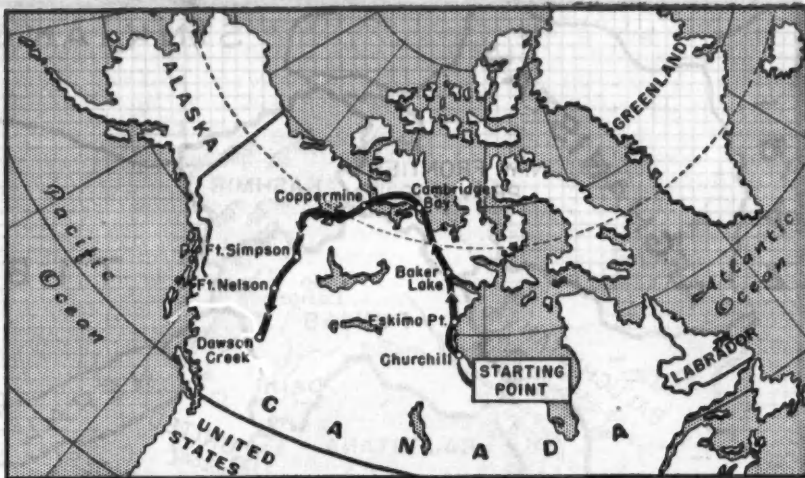 ALASKA
GREENLAND
Pacific
Ocean
Coppermine
Cambridge
Bay
Ft. Simpson
Ft. Nelson
Baker
Lake
Atlantic
Ocean
Eskimo Pt.
Dawson
Creek
Churchill
STARTING
POINT
LABRADOR
CANADA
UNITED
STATES